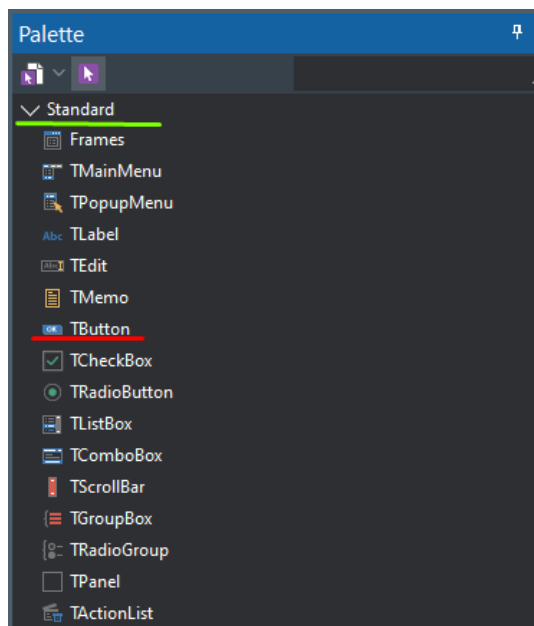 Palette
Standard
Frames
TMainMenu
TPopupMenu
Abc TLabel
TEdit
TMemo
OK TButton
TCheckBox
TRadioButton
TListBox
TComboBox
TScrollBar
TGroupBox
TRadioGroup
TPanel
TActionList